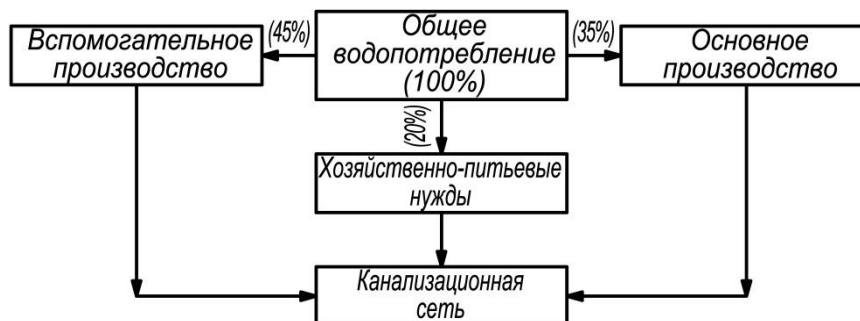 Вспомогательное
производство
(45%)
Общее
водопотребление
(100%)
(35%)
Основное
производство
(20%)
Хозяйственно-питьевые
нужды
Канализационная
сеть